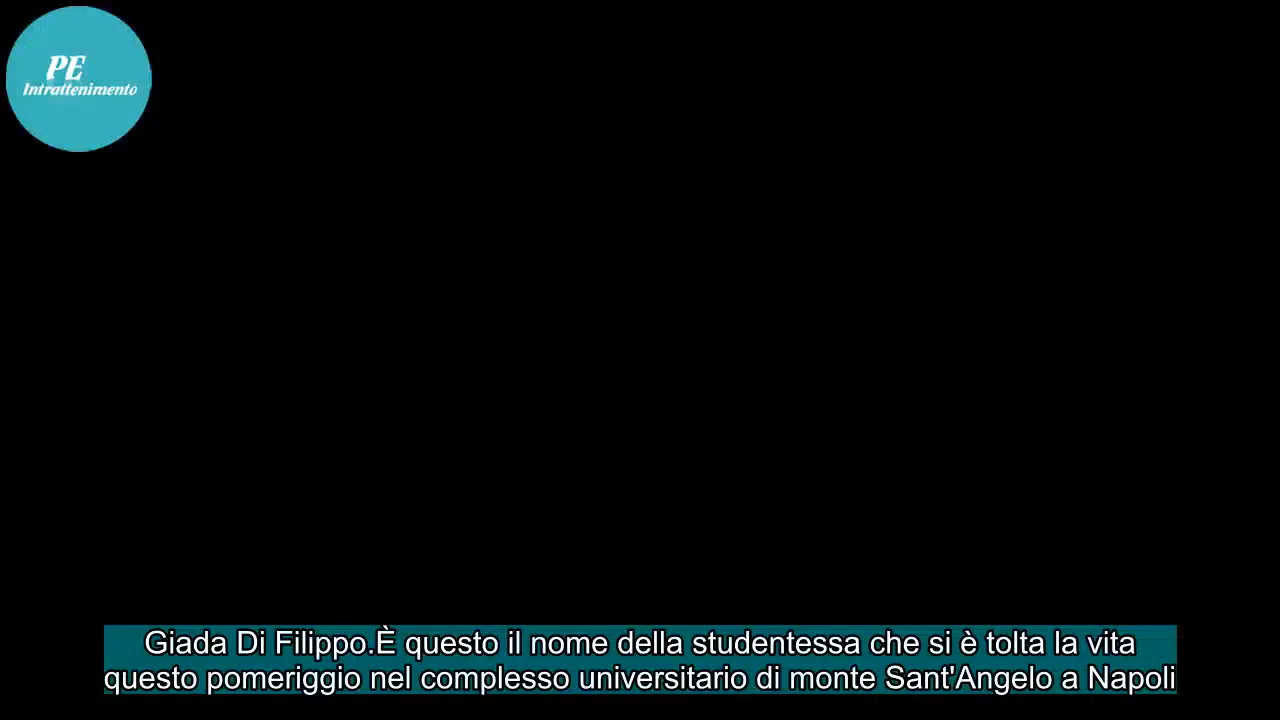 PE
Intrattenimento
Giada Di Filippo.È questo il nome della studentessa che si è tolta la vita
questo pomeriggio nel complesso universitario di monte Sant'Angelo a Napoli